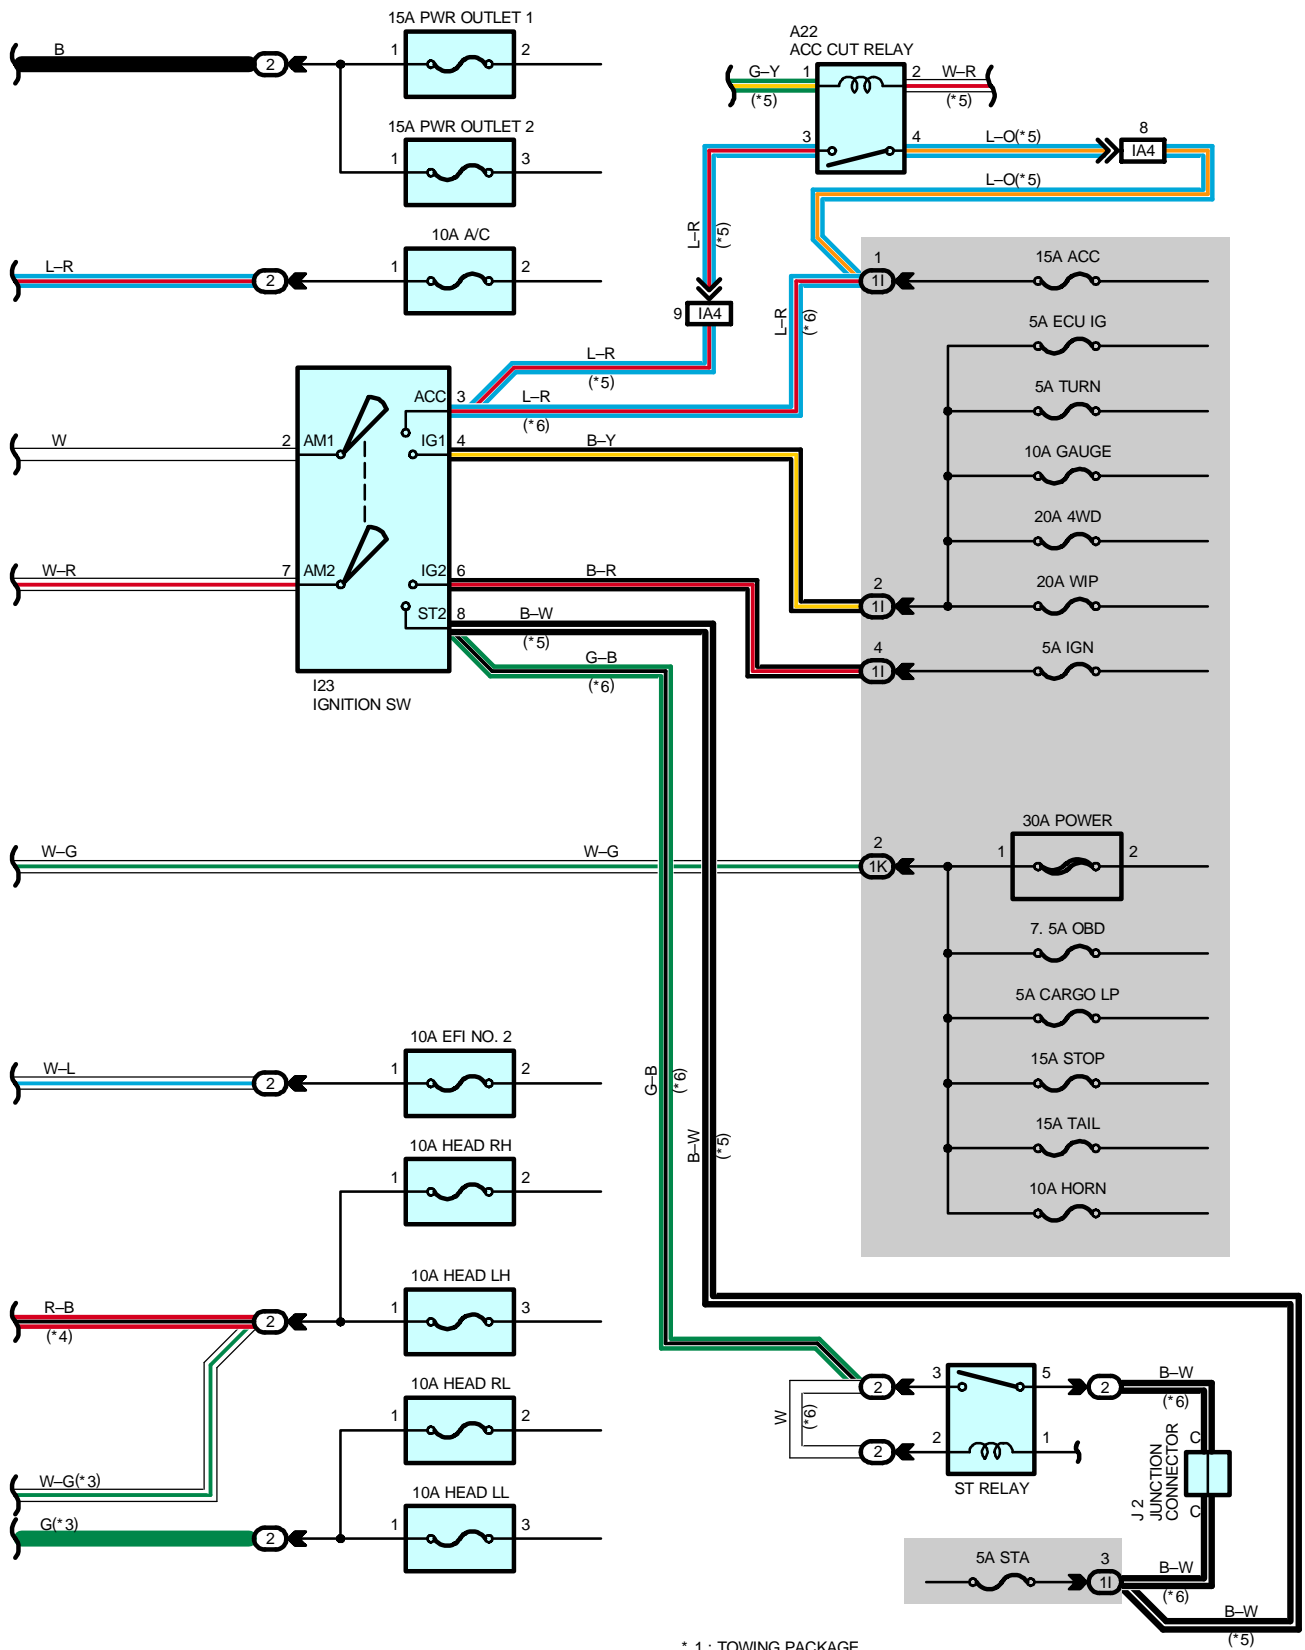 15A PWR OUTLET 1
B
2
1
2
15A PWR OUTLET 2
1
3
A22
ACC CUT RELAY
G–Y
(*5)
1
2
W–R
(*5)
3
4
L–O(*5)
8
IA4
L–O(*5)
L–R
(*5)
10A A/C
L–R
2
1
2
9
IA4
L–R
(*5)
L–R
(*6)
L–R
(*6)
1
1I
15A ACC
5A ECU IG
5A TURN
10A GAUGE
20A 4WD
2
1I
20A WIP
4
1I
5A IGN
W
2
AM1
ACC
3
IG1
4
B–Y
W–R
7
AM2
IG2
6
B–R
ST2
8
B–W
(*5)
G–B
(*6)
I23
IGNITION SW
W–G
W–G
2
1K
30A POWER
1
2
7. 5A OBD
5A CARGO LP
15A STOP
15A TAIL
10A HORN
10A EFI NO. 2
W–L
2
1
2
G–B
(*6)
B–W
(*5)
10A HEAD RH
1
2
10A HEAD LH
R–B
(*4)
2
1
3
10A HEAD RL
1
2
W–G(*3)
10A HEAD LL
G(*3)
2
1
3
2
3
5
2
B–W
(*6)
W
(*6)
2
2
1
ST RELAY
C
J 2
JUNCTION
CONNECTOR
C
5A STA
3
1I
B–W
(*6)
B–W
(*5)
* 1 : TOWING PACKAGE